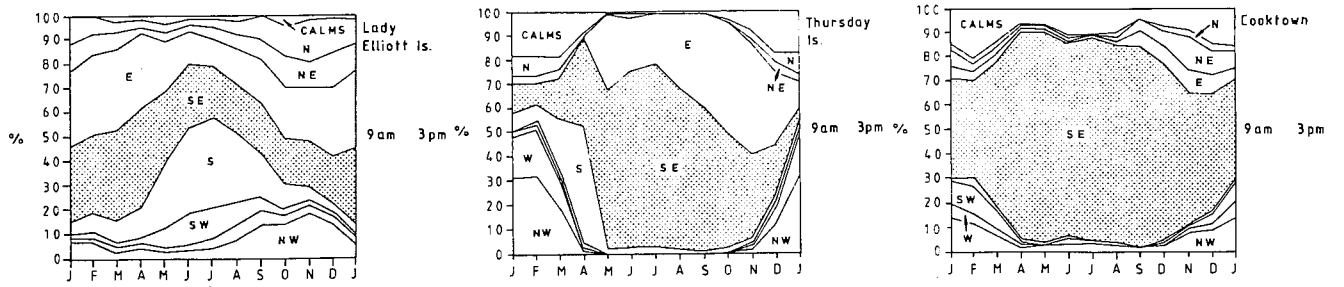 100
90
80
70
60
50
40
30
20
10
0
%
CALMS
N
NE
E
SE
S
SW
NW
J F M A M J J A S O N D J
Lady
Elliott Is.
9am 3pm
100
90
80
70
60
50
40
30
20
10
0
%
CALMS
N
E
N
NE
W
S
SE
NW
J F M A M J J A S O N D J
Thursday
Is.
9am 3pm
100
90
80
70
60
50
40
30
20
10
0
%
CALMS
N
NE
E
SE
SW
W
NW
J F M A M J J A S O N D J
Cooktown
9am 3pm